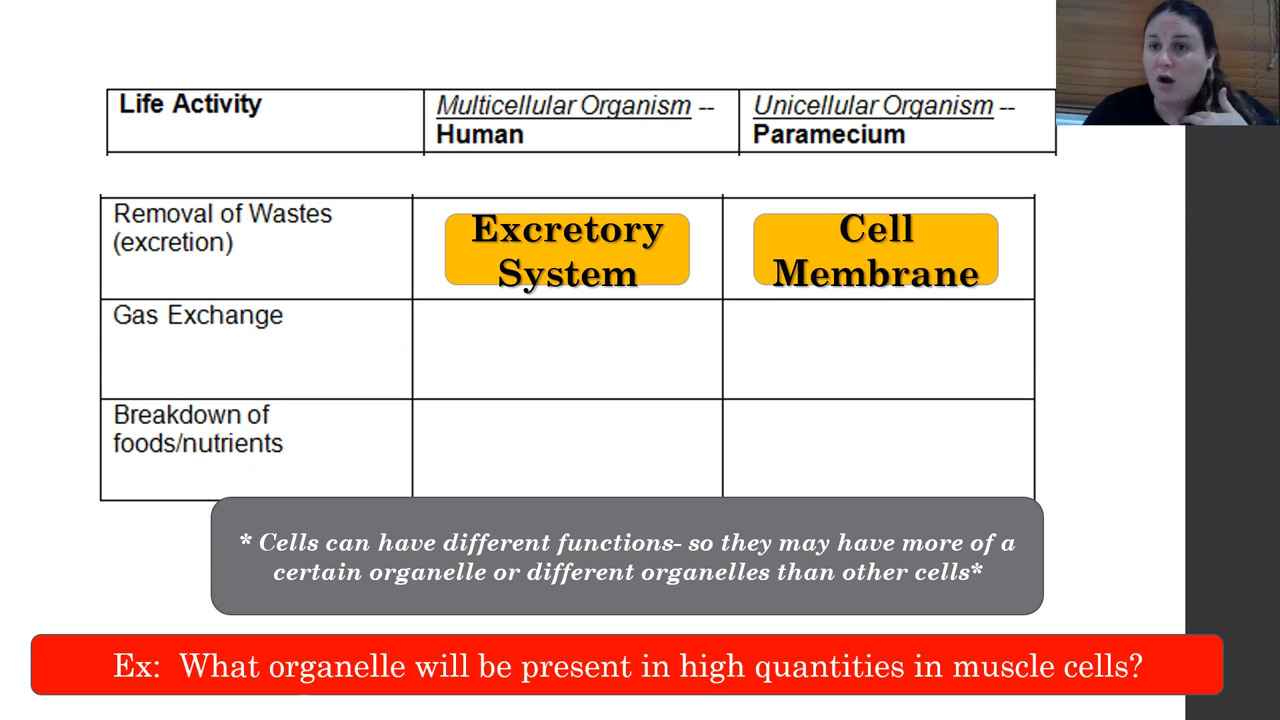 Life Activity
Multicellular Organism --
Human
Unicellular Organism --
Paramecium
Removal of Wastes
(excretion)
Excretory
System
Cell
Membrane
Gas Exchange
Breakdown of
foods/nutrients
* Cells can have different functions- so they may have more of a
certain organelle or different organelles than other cells*
Ex:  What organelle will be present in high quantities in muscle cells?